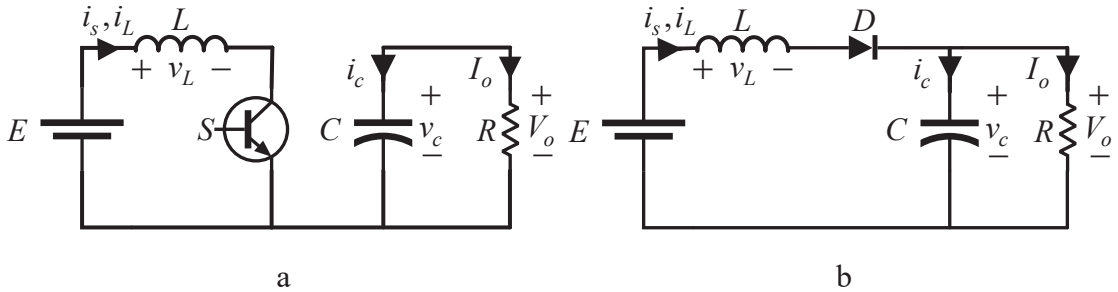 i_s, i_L L
+ v_L −
i_c I_o
E S C + v_c − R + V_o −
a
i_s, i_L L D
+ v_L −
i_c I_o
E C + v_c − R + V_o −
b